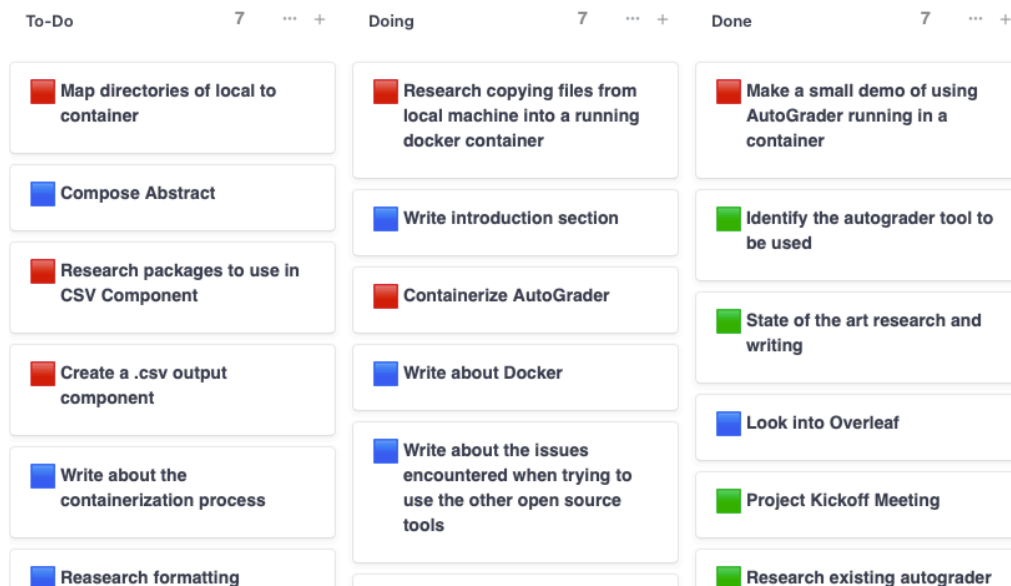 To-Do 7 ... +
Map directories of local to
container
Compose Abstract
Research packages to use in
CSV Component
Create a .csv output
component
Write about the
containerization process
Reasearch formatting
Doing 7 ... +
Research copying files from
local machine into a running
docker container
Write introduction section
Containerize AutoGrader
Write about Docker
Write about the issues
encountered when trying to
use the other open source
tools
Done 7 ... +
Make a small demo of using
AutoGrader running in a
container
Identify the autograder tool to
be used
State of the art research and
writing
Look into Overleaf
Project Kickoff Meeting
Research existing autograder